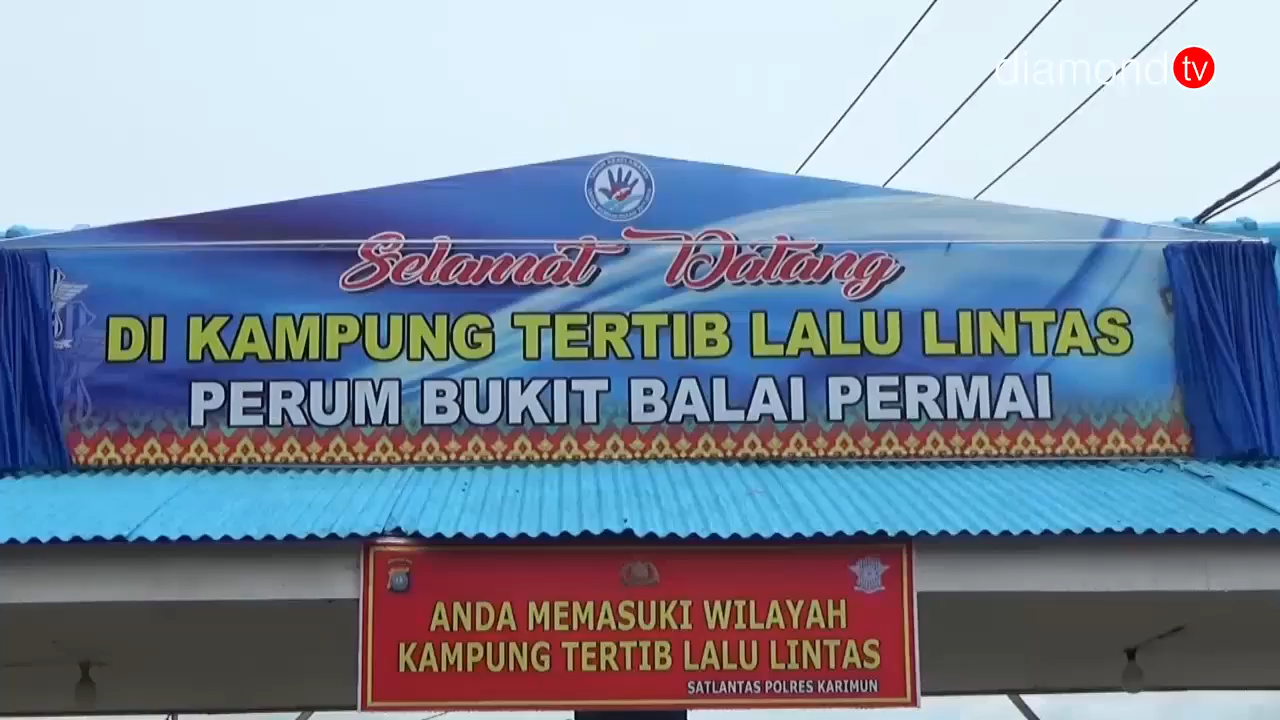 diamond tv
Selamat Datang
DI KAMPUNG TERTIB LALU LINTAS
PERUM BUKIT BALAI PERMAI
ANDA MEMASUKI WILAYAH
KAMPUNG TERTIB LALU LINTAS
SATLANTAS POLRES KARIMUN